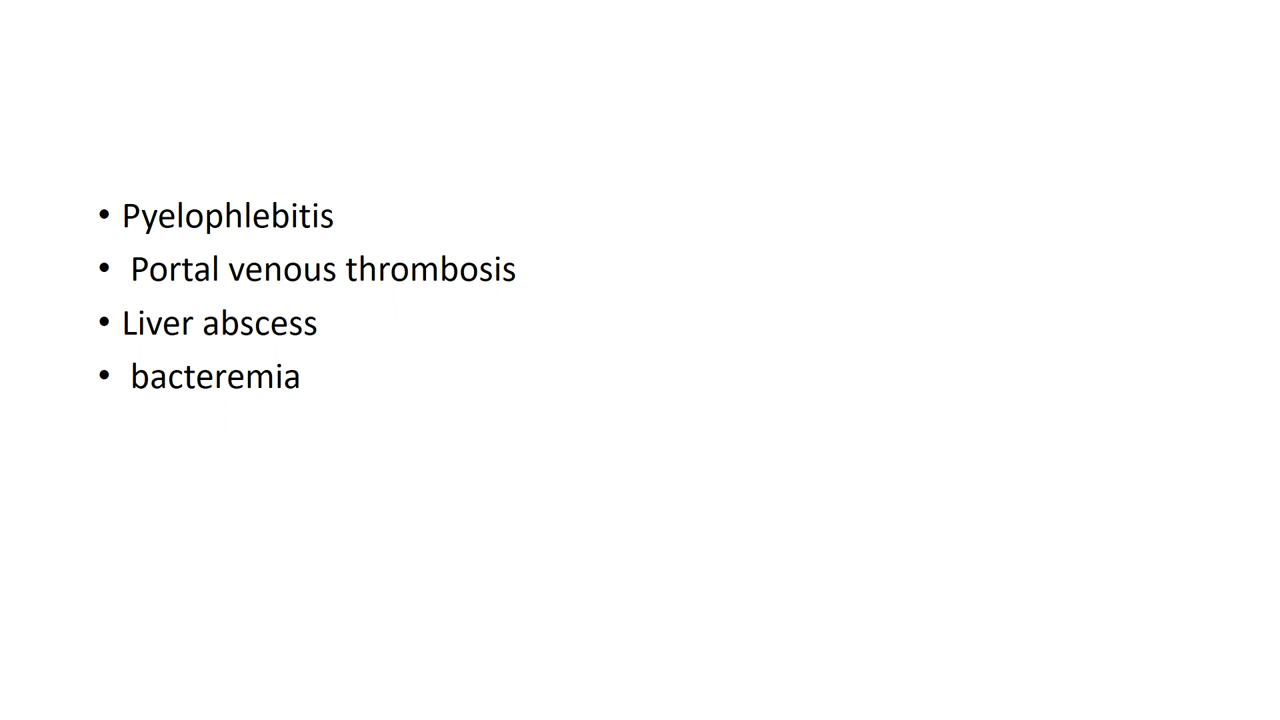 • Pyelophlebitis
• Portal venous thrombosis
• Liver abscess
• bacteremia